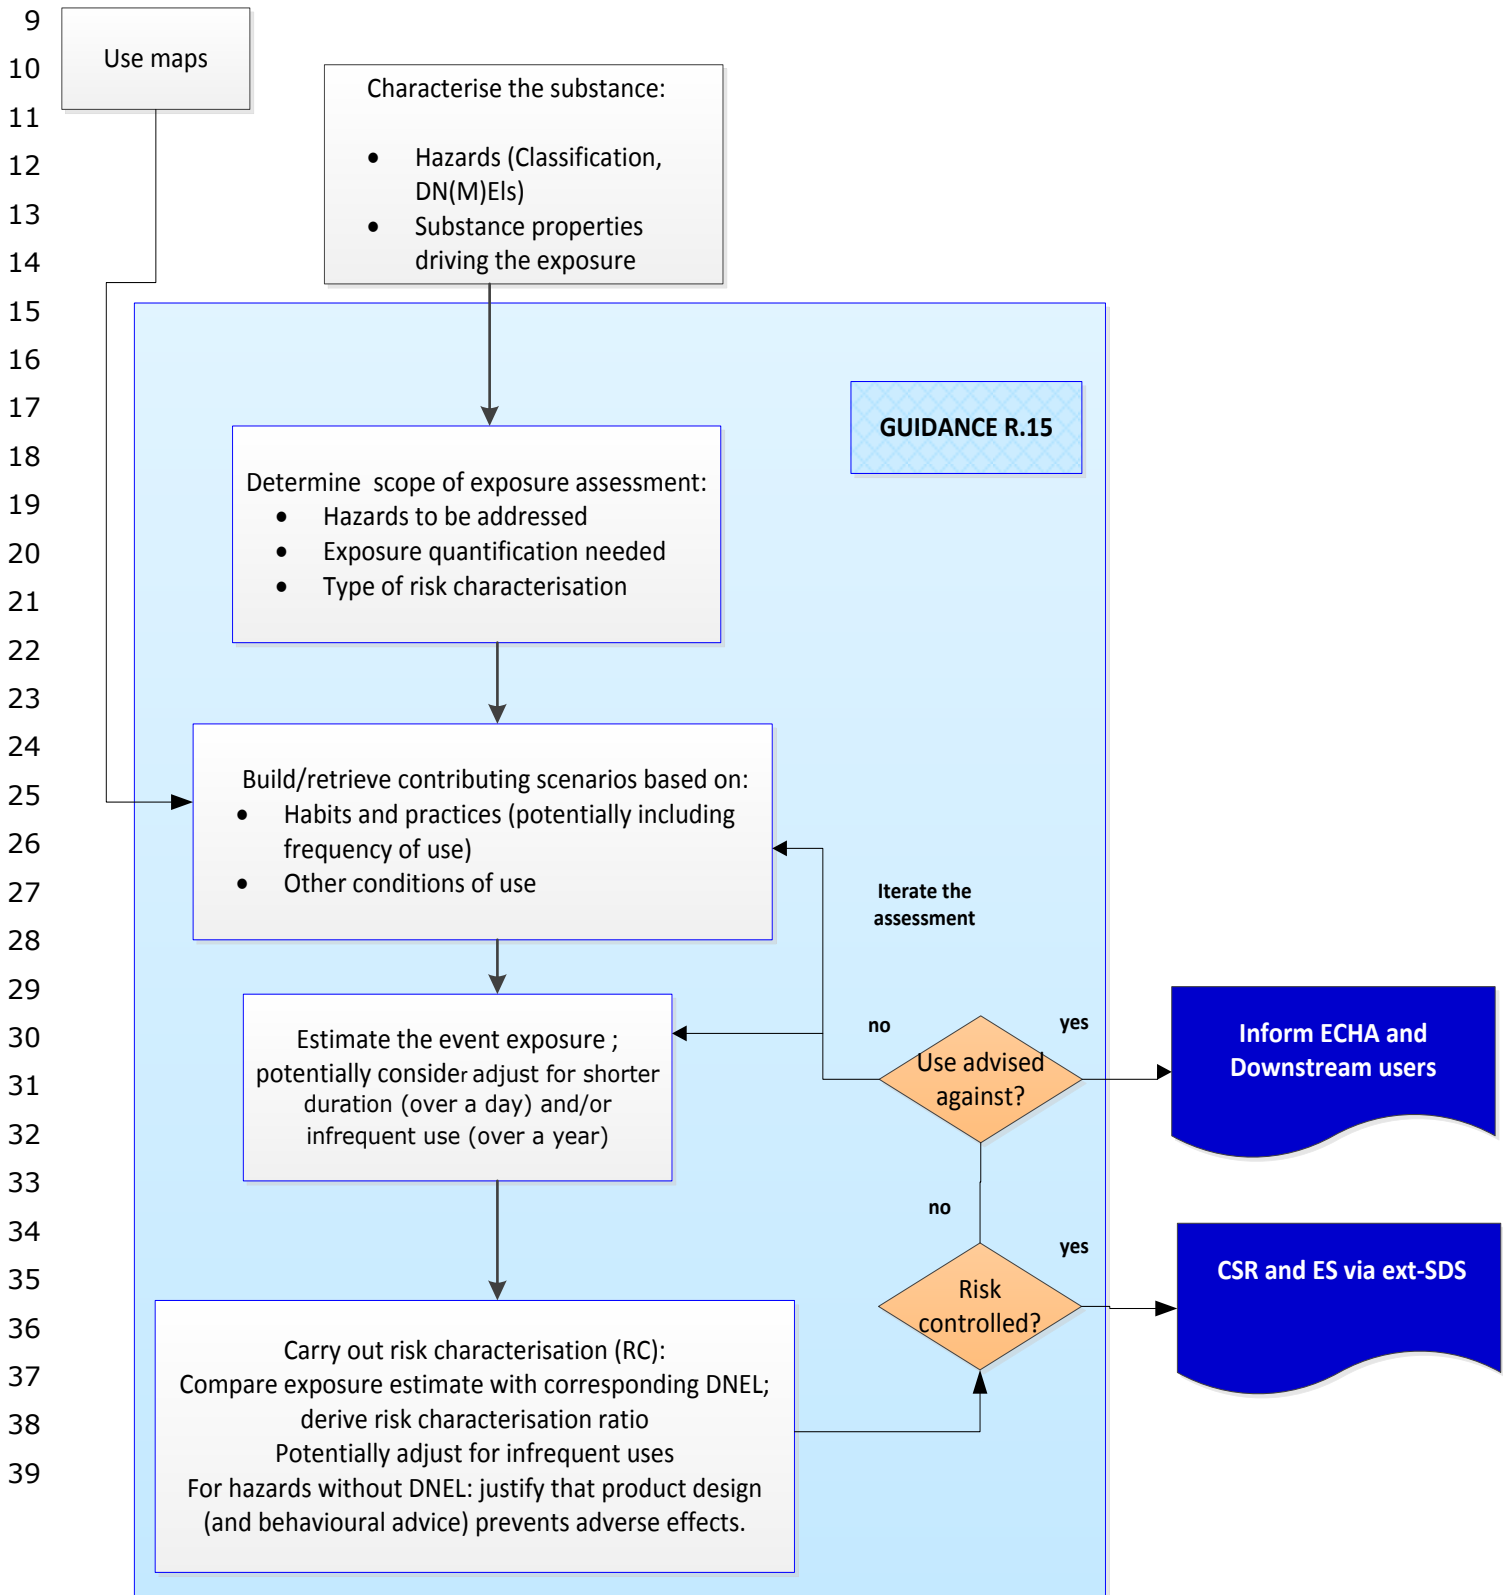 9
10
11
12
13
14
15
16
17
18
19
20
21
22
23
24
25
26
27
28
29
30
31
32
33
34
35
36
37
38
39
Use maps
Characterise the substance:
• Hazards (Classification,
DN(M)Els)
• Substance properties
driving the exposure
GUIDANCE R.15
Determine scope of exposure assessment:
• Hazards to be addressed
• Exposure quantification needed
• Type of risk characterisation
Build/retrieve contributing scenarios based on:
• Habits and practices (potentially including
frequency of use)
• Other conditions of use
Iterate the
assessment
Estimate the event exposure ;
potentially consider adjust for shorter
duration (over a day) and/or
infrequent use (over a year)
no
Use advised
against?
yes
Inform ECHA and
Downstream users
no
Risk
controlled?
yes
CSR and ES via ext-SDS
Carry out risk characterisation (RC):
Compare exposure estimate with corresponding DNEL;
derive risk characterisation ratio
Potentially adjust for infrequent uses
For hazards without DNEL: justify that product design
(and behavioural advice) prevents adverse effects.